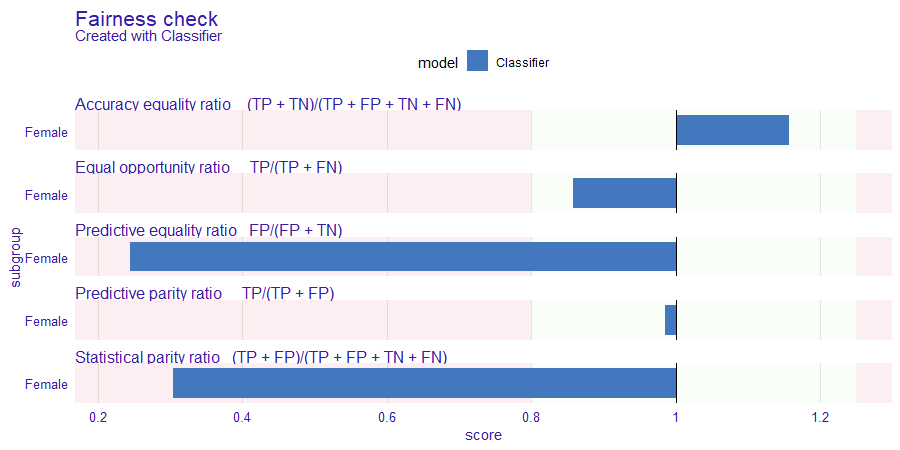 Fairness check
Created with Classifier
model Classifier
Accuracy equality ratio (TP + TN)/(TP + FP + TN + FN)
Female
Equal opportunity ratio TP/(TP + FN)
Female
Predictive equality ratio FP/(FP + TN)
Female
Predictive parity ratio TP/(TP + FP)
Female
Statistical parity ratio (TP + FP)/(TP + FP + TN + FN)
Female
subgroup
0.2 0.4 0.6 0.8 1 1.2
score